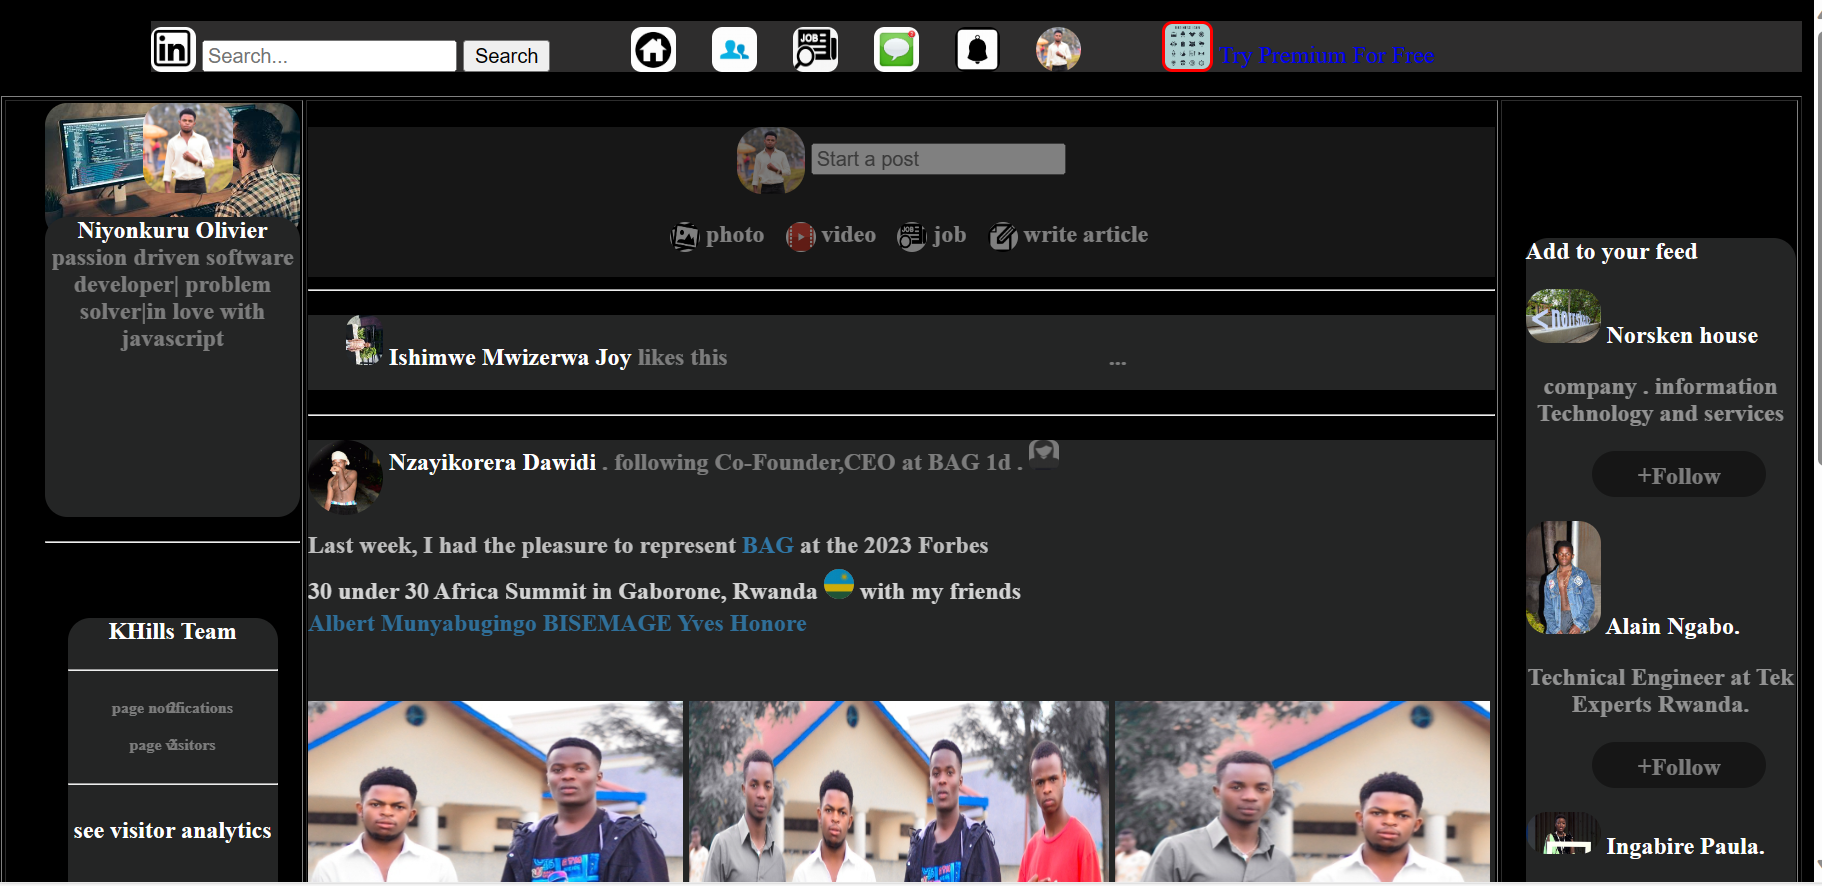 in Search... Search JOB Try Premium For Free
Niyonkuru Olivier
passion driven software
developer| problem
solver|in love with
javascript
KHills Team
page notifications
page visitors
see visitor analytics
Start a post
photo video job write article
Ishimwe Mwizerwa Joy likes this ...
Nzayikorera Dawidi . following Co-Founder,CEO at BAG 1d .
Last week, I had the pleasure to represent BAG at the 2023 Forbes
30 under 30 Africa Summit in Gaborone, Rwanda with my friends
Albert Munyabugingo BISEMAGE Yves Honore
Add to your feed
Norsken house
company . information
Technology and services
+Follow
Alain Ngabo.
Technical Engineer at Tek
Experts Rwanda.
+Follow
Ingabire Paula.